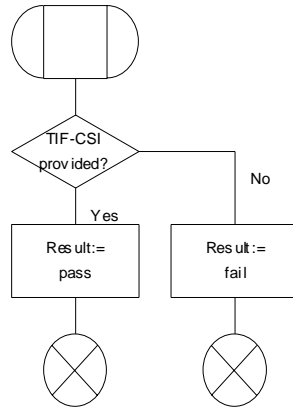 TIF-CSI
provided?
No
Yes
Result:=
pass
Result:=
fail